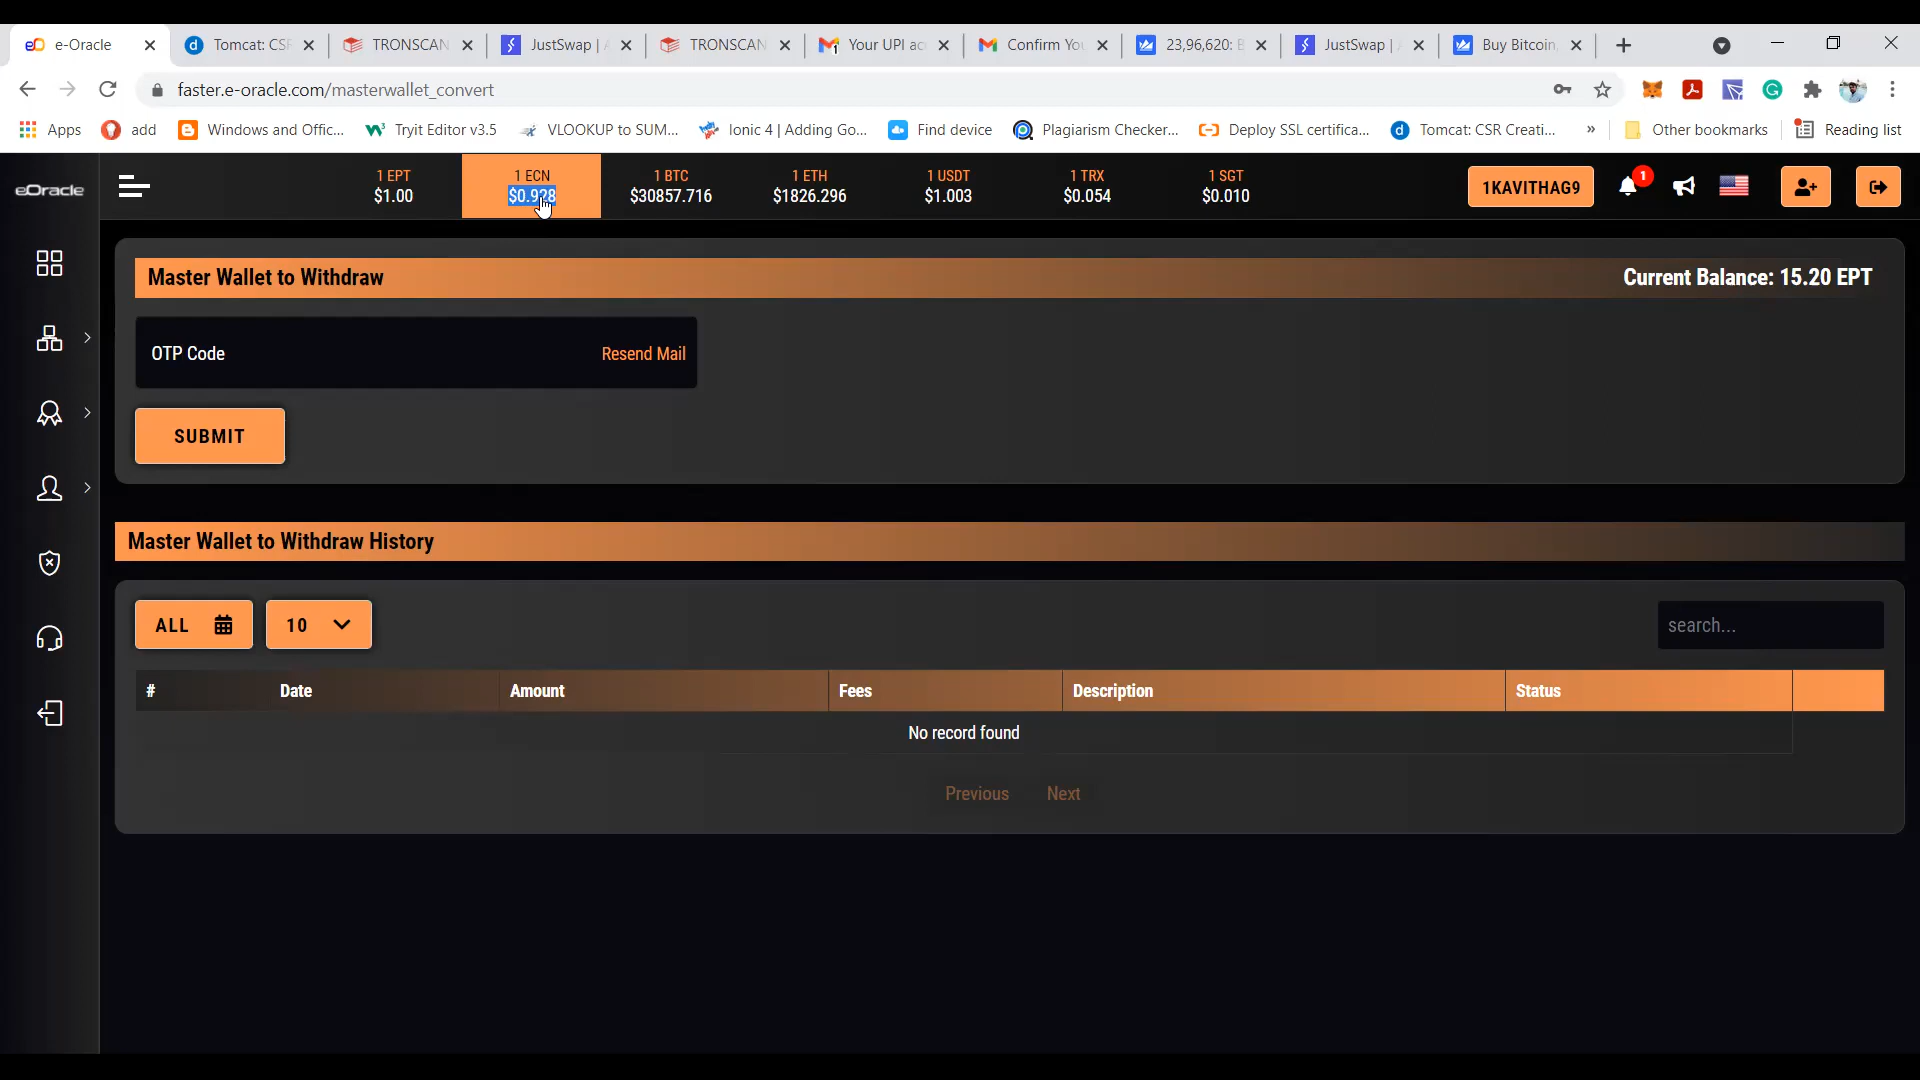 e-Oracle
Tomcat: CSR
TRONSCAN
JustSwap |
TRONSCAN
Your UPI ac
Confirm You
23,96,620: B
JustSwap |
Buy Bitcoin,
faster.e-oracle.com/masterwallet_convert
Apps
add
Windows and Offic...
Tryit Editor v3.5
VLOOKUP to SUM...
Ionic 4 | Adding Go...
Find device
Plagiarism Checker...
Deploy SSL certifica...
Tomcat: CSR Creati...
»
Other bookmarks
Reading list
eOracle
1 EPT
$1.00
1 ECN
$0.928
1 BTC
$30857.716
1 ETH
$1826.296
1 USDT
$1.003
1 TRX
$0.054
1 SGT
$0.010
1KAVITHAG9
1
Master Wallet to Withdraw
Current Balance: 15.20 EPT
OTP Code
Resend Mail
SUBMIT
Master Wallet to Withdraw History
ALL
10
search...
# Date Amount Fees Description Status
No record found
Previous Next